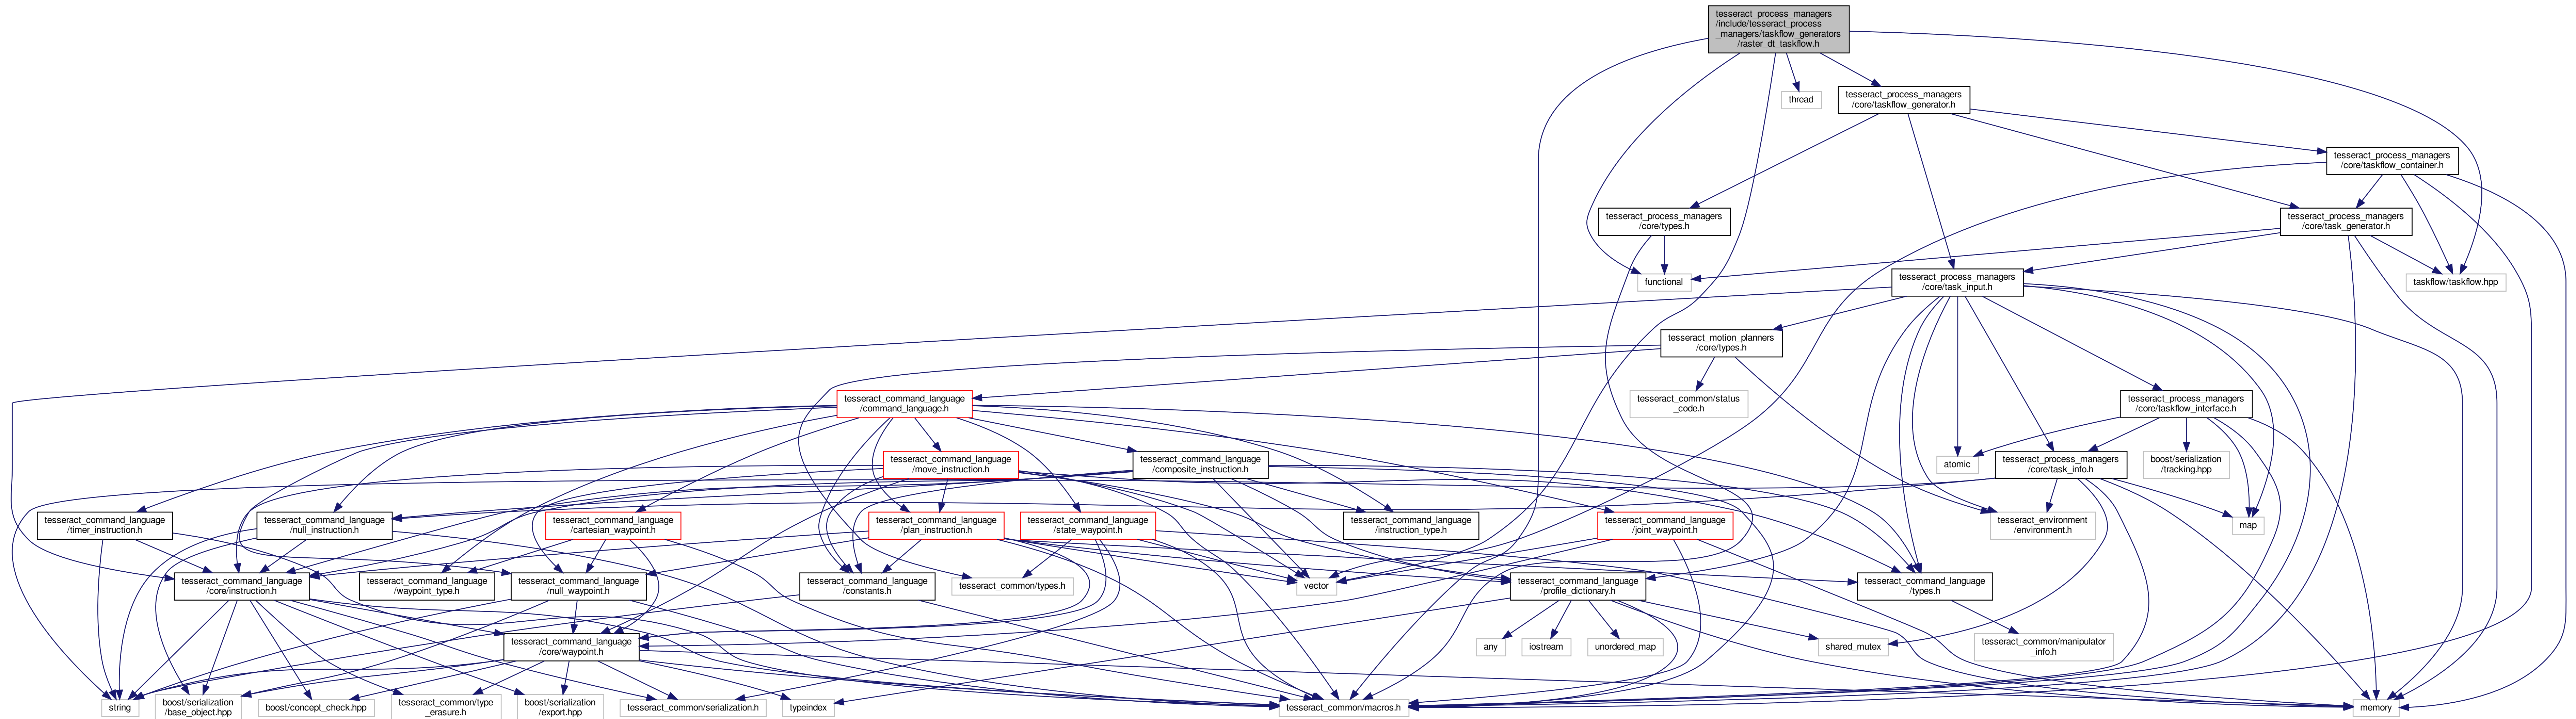 tesseract_process_managers
/include/tesseract_process
_managers/taskflow_generators
/raster_dt_taskflow.h
thread
tesseract_process_managers
/core/taskflow_generator.h
tesseract_process_managers
/core/taskflow_container.h
tesseract_process_managers
/core/types.h
tesseract_process_managers
/core/task_generator.h
functional
tesseract_process_managers
/core/task_input.h
taskflow/taskflow.hpp
tesseract_motion_planners
/core/types.h
tesseract_command_language
/command_language.h
tesseract_common/status
_code.h
tesseract_process_managers
/core/taskflow_interface.h
tesseract_command_language
/move_instruction.h
tesseract_command_language
/composite_instruction.h
atomic
tesseract_process_managers
/core/task_info.h
boost/serialization
/tracking.hpp
tesseract_command_language
/timer_instruction.h
tesseract_command_language
/null_instruction.h
tesseract_command_language
/cartesian_waypoint.h
tesseract_command_language
/plan_instruction.h
tesseract_command_language
/state_waypoint.h
tesseract_command_language
/instruction_type.h
tesseract_command_language
/joint_waypoint.h
tesseract_environment
/environment.h
map
tesseract_command_language
/core/instruction.h
tesseract_command_language
/waypoint_type.h
tesseract_command_language
/null_waypoint.h
tesseract_command_language
/constants.h
tesseract_common/types.h
vector
tesseract_command_language
/profile_dictionary.h
tesseract_command_language
/types.h
tesseract_command_language
/core/waypoint.h
any
iostream
unordered_map
shared_mutex
tesseract_common/manipulator
_info.h
string
boost/serialization
/base_object.hpp
boost/concept_check.hpp
tesseract_common/type
_erasure.h
boost/serialization
/export.hpp
tesseract_common/serialization.h
typeindex
tesseract_common/macros.h
memory